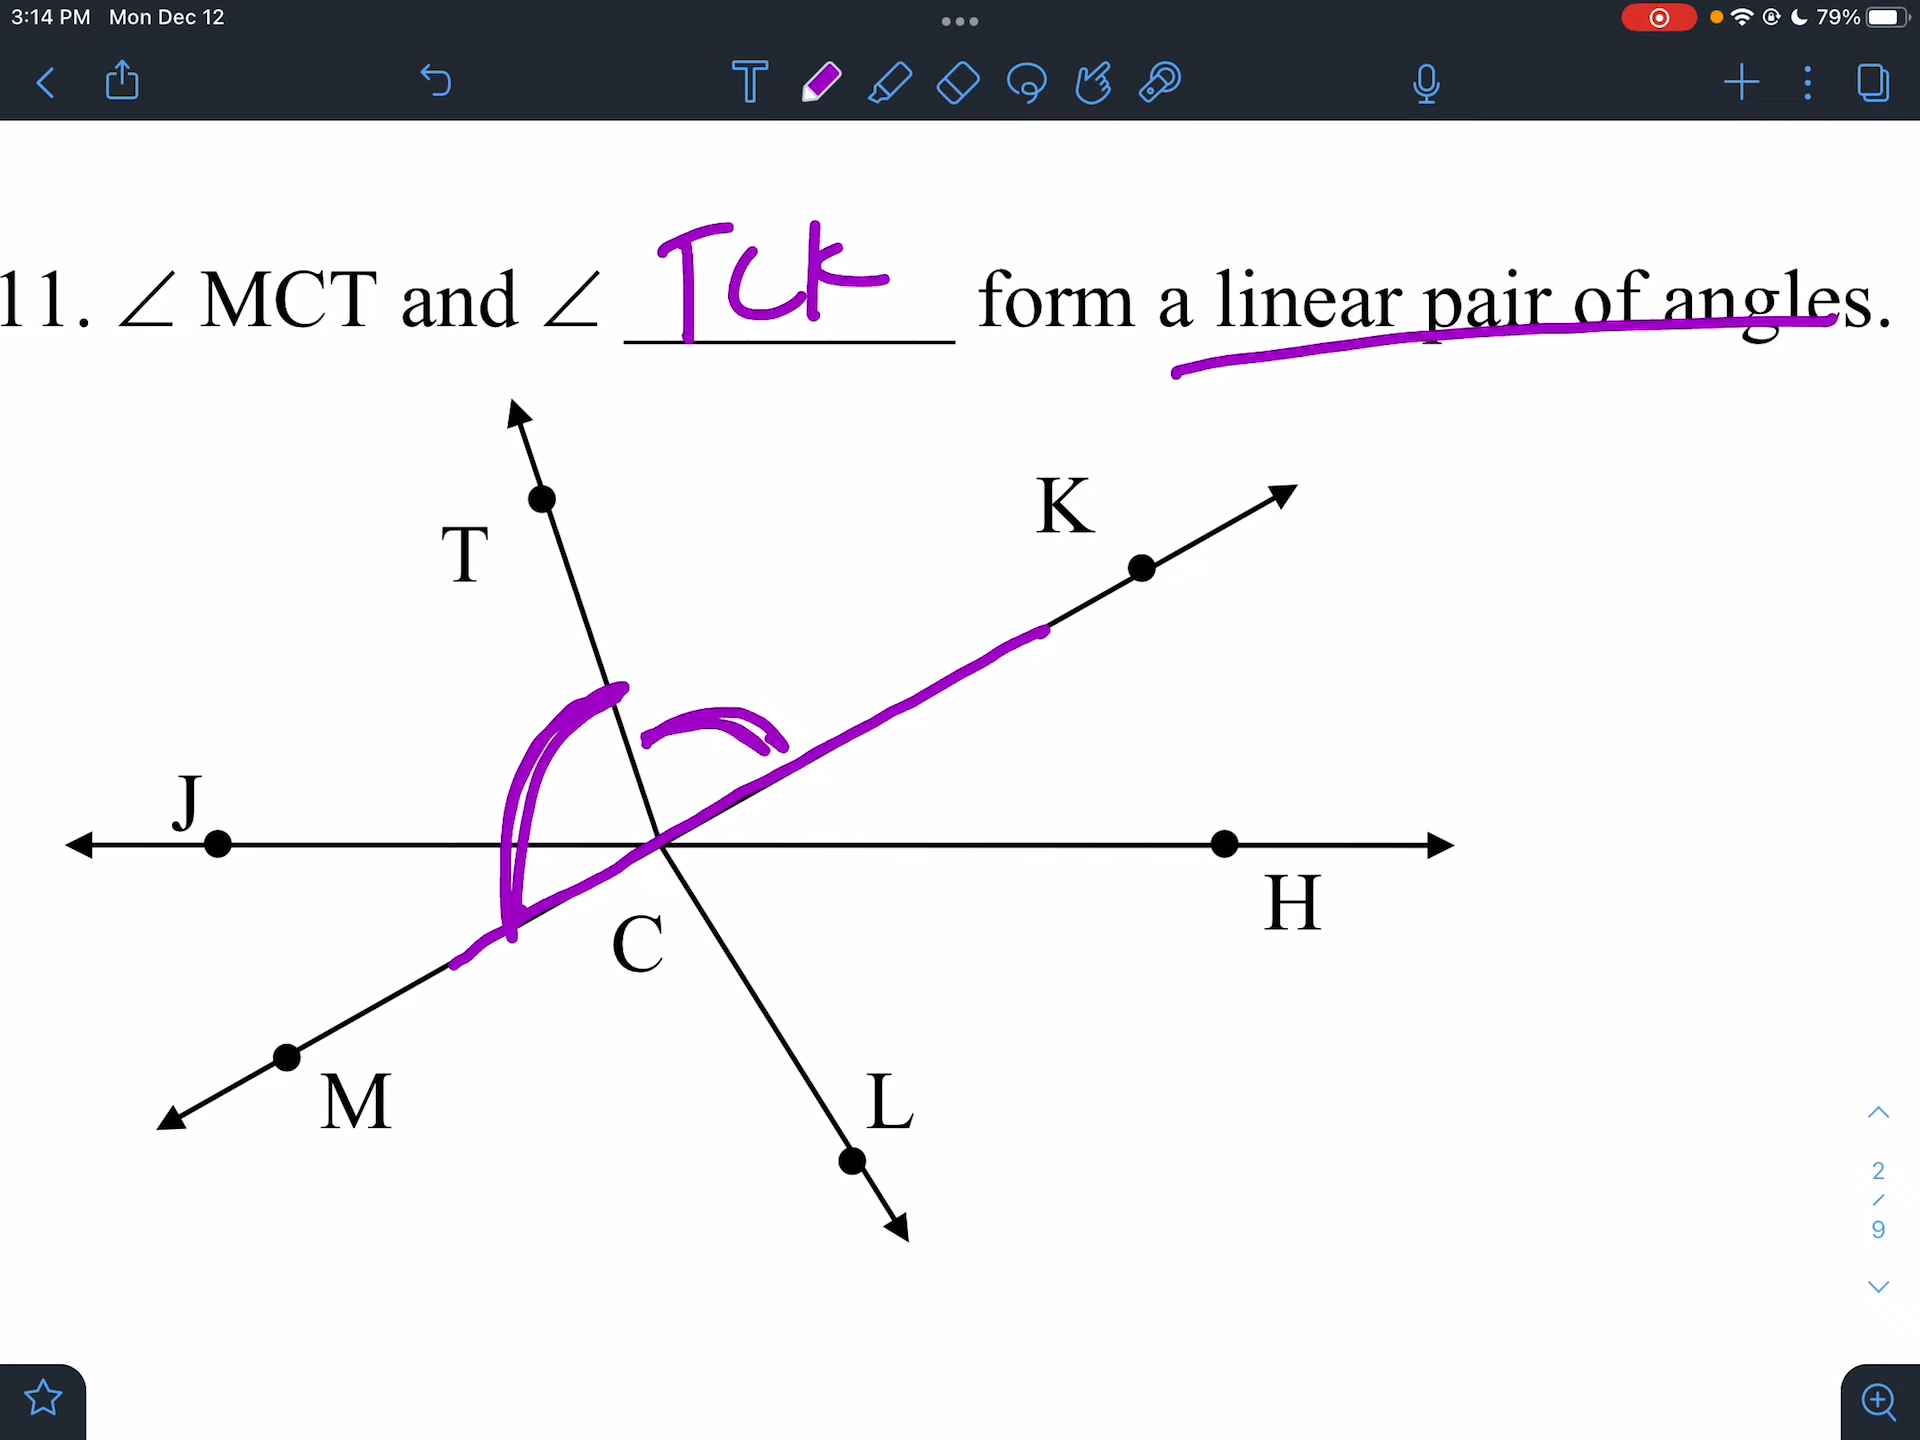 3:14 PM Mon Dec 12
79%
11. ∠ MCT and ∠ TCK form a linear pair of angles.
T
K
J
H
C
M
L
2
/
9